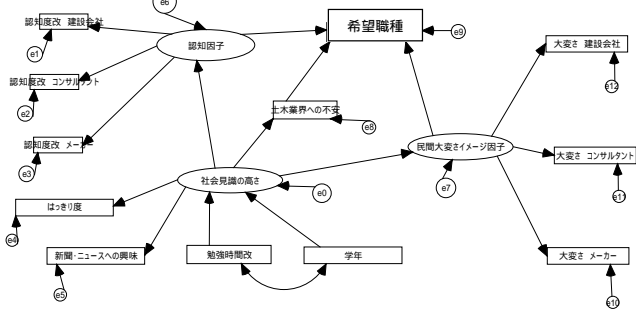 e6
認知度改 建設会社
e1
認知因子
希望職種
e9
大変さ 建設会社
e12
認知度改 コンサルタント
e2
土木業界への不安
e8
認知度改 メーカー
e3
民間大変さイメージ因子
e7
大変さ コンサルタント
e11
社会見識の高さ
e0
はっきり度
e4
新聞・ニュースへの興味
e5
勉強時間改
学年
大変さ メーカー
e10